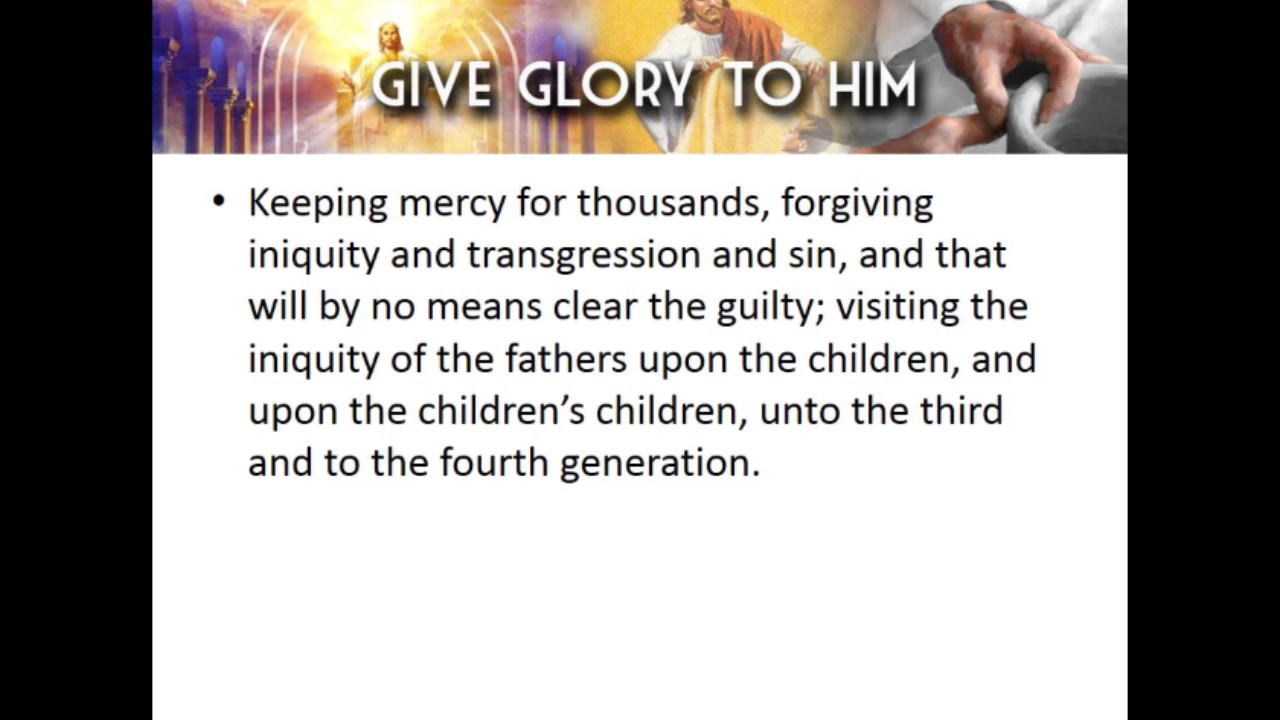 GIVE GLORY TO HIM
• Keeping mercy for thousands, forgiving
iniquity and transgression and sin, and that
will by no means clear the guilty; visiting the
iniquity of the fathers upon the children, and
upon the children’s children, unto the third
and to the fourth generation.